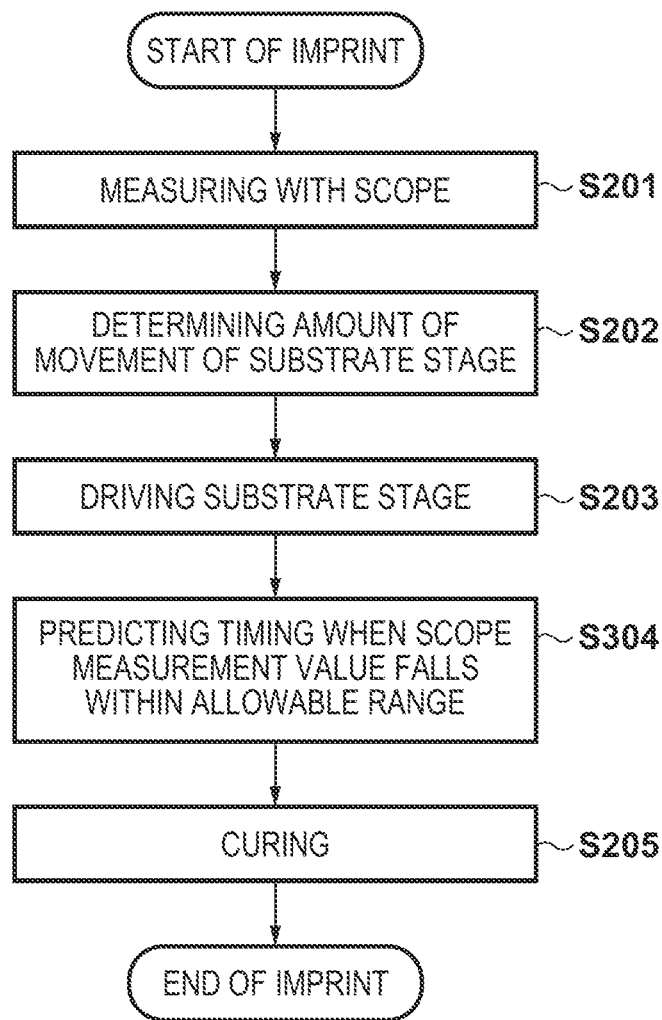 START OF IMPRINT
MEASURING WITH SCOPE
S201
DETERMINING AMOUNT OF
MOVEMENT OF SUBSTRATE STAGE
S202
DRIVING SUBSTRATE STAGE
S203
PREDICTING TIMING WHEN SCOPE
MEASUREMENT VALUE FALLS
WITHIN ALLOWABLE RANGE
S304
CURING
S205
END OF IMPRINT